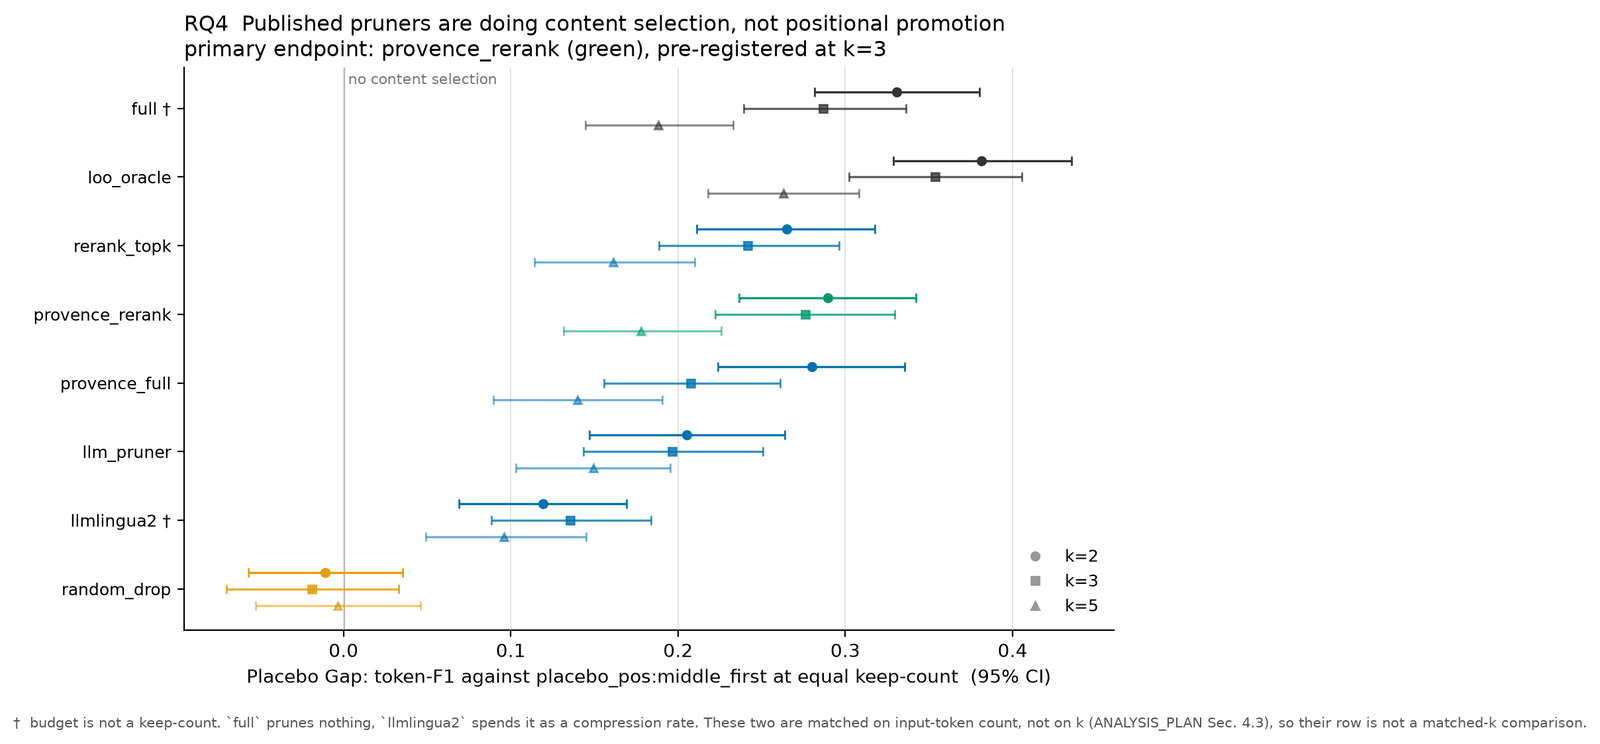 RQ4  Published pruners are doing content selection, not positional promotion
primary endpoint: provence_rerank (green), pre-registered at k=3
no content selection
full †
loo_oracle
rerank_topk
provence_rerank
provence_full
llm_pruner
llmlingua2 †
random_drop
k=2
k=3
k=5
0.0 0.1 0.2 0.3 0.4
Placebo Gap: token-F1 against placebo_pos:middle_first at equal keep-count  (95% CI)
†  budget is not a keep-count. `full` prunes nothing, `llmlingua2` spends it as a compression rate. These two are matched on input-token count, not on k (ANALYSIS_PLAN Sec. 4.3), so their row is not a matched-k comparison.